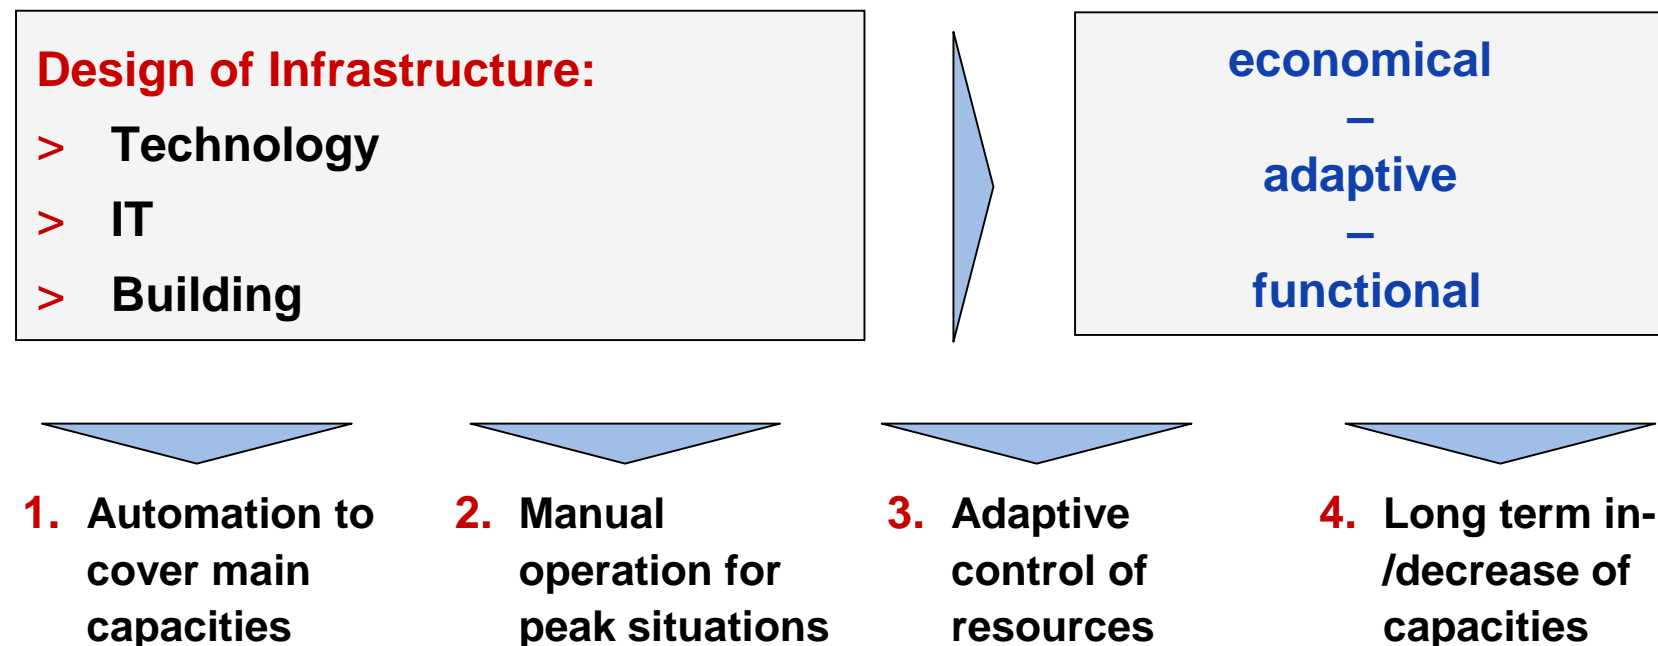 Design of Infrastructure:
> Technology
> IT
> Building
economical
–
adaptive
–
functional
1. Automation to
cover main
capacities
2. Manual
operation for
peak situations
3. Adaptive
control of
resources
4. Long term in-
/decrease of
capacities